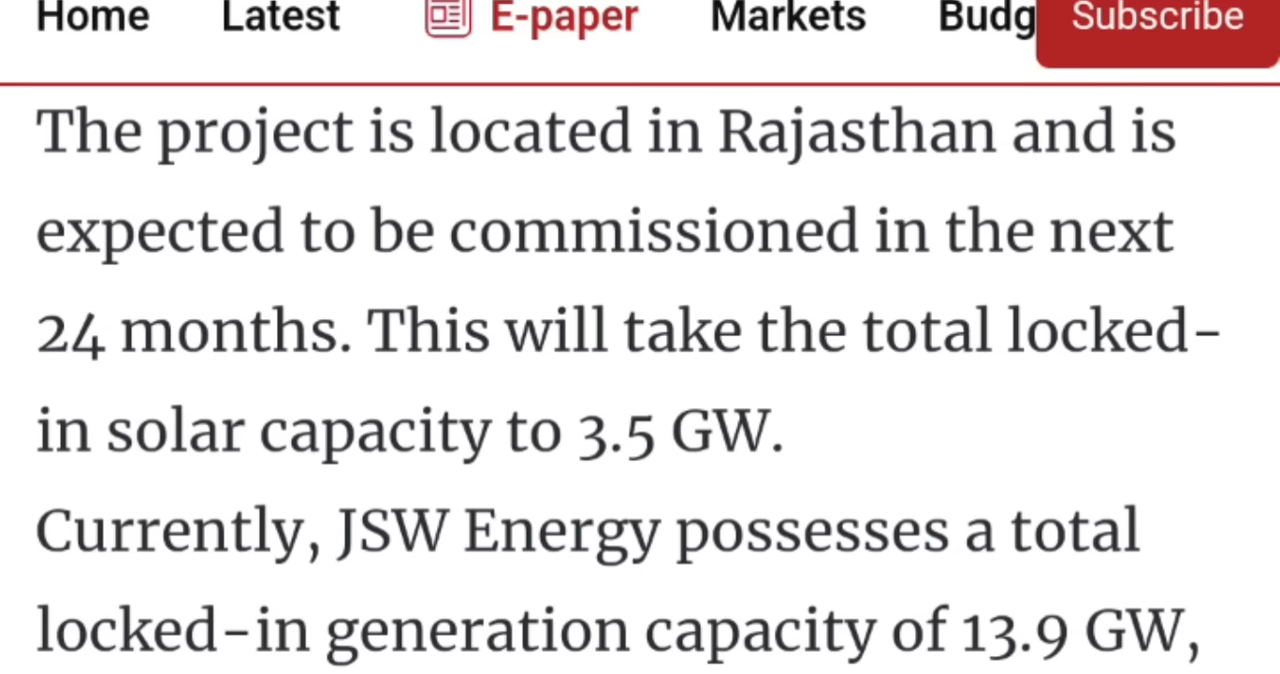 Home Latest E-paper Markets Budg Subscribe
The project is located in Rajasthan and is
expected to be commissioned in the next
24 months. This will take the total locked-
in solar capacity to 3.5 GW.
Currently, JSW Energy possesses a total
locked-in generation capacity of 13.9 GW,